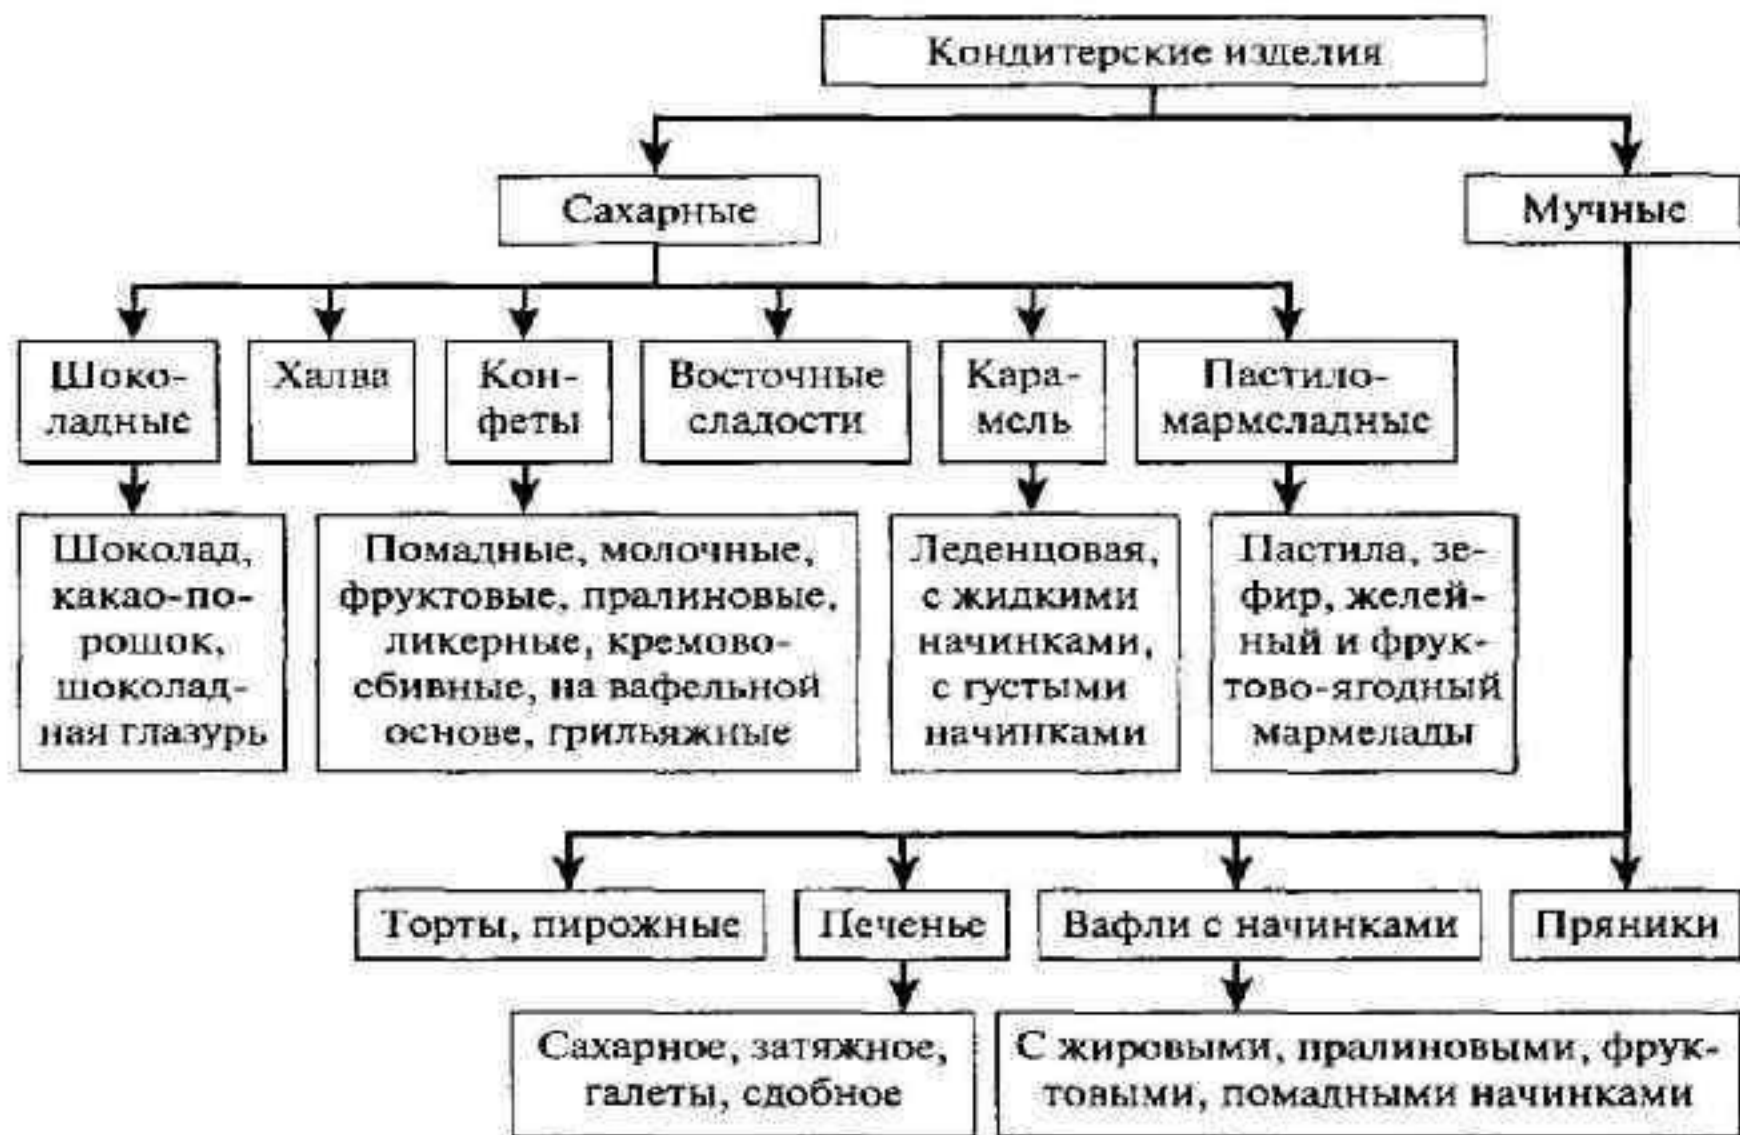 Кондитерские изделия
Сахарные
Мучные
Шоко-
ладные
Халва
Кон-
феты
Восточные
сладости
Кара-
мель
Пастило-
мармеладные
Шоколад,
какао-по-
рошок,
шоколад-
ная глазурь
Помадные, молочные,
фруктовые, пралиновые,
ликерные, кремово-
сбивные, на вафельной
основе, грильяжные
Леденцовая,
с жидкими
начинками,
с густыми
начинками
Пастила, зе-
фир, желей-
ный и фрук-
тово-ягодный
мармелады
Торты, пирожные
Печенье
Вафли с начинками
Пряники
Сахарное, затяжное,
галеты, сдобное
С жировыми, пралиновыми, фрук-
товыми, помадными начинками